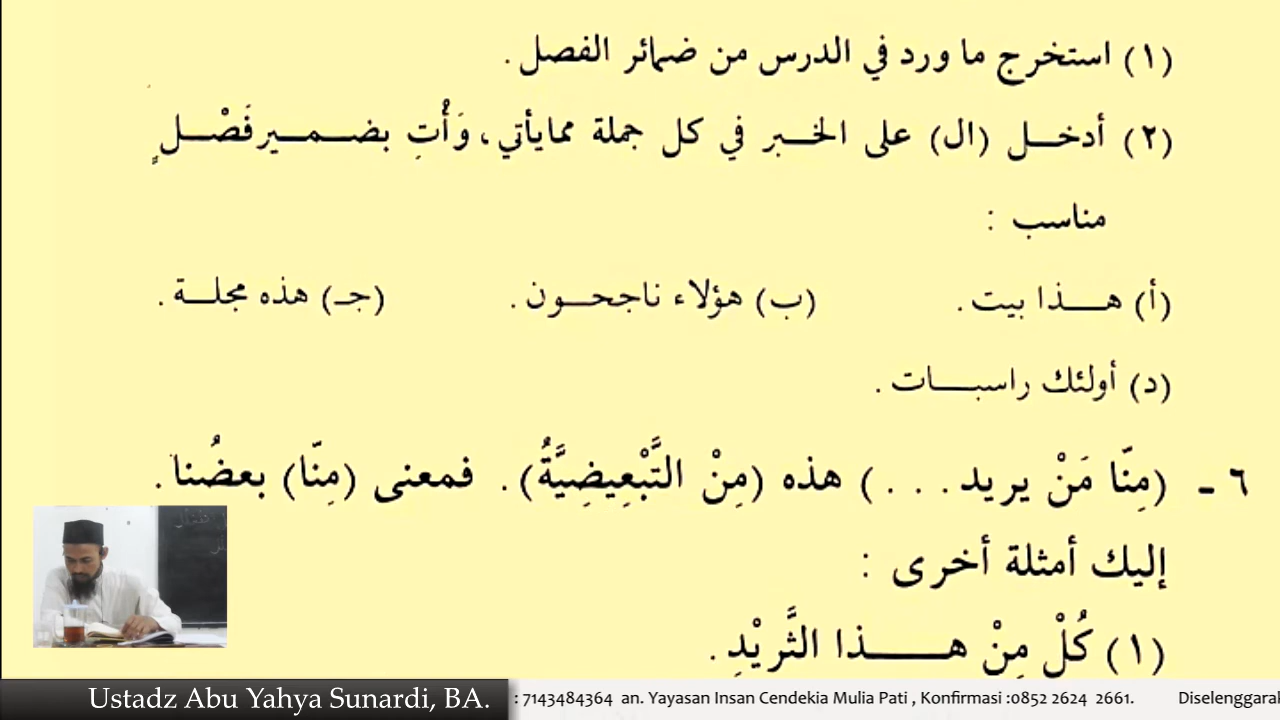 (١) استخرج ما ورد في الدرس من ضمائر الفصل .
(٢) أدخل (ال) على الخبر في كل جملة ممايأتي، وَأْتِ بضميرفَصْلٍ
مناسب :
(أ) هذا بيت . (ب) هؤلاء ناجحون . (جـ) هذه مجلة .
(د) أولئك راسبات .
٦ - (مِنّا مَنْ يريد . . . ) هذه (مِنْ التَّبْعِيضِيَّةُ) . فمعنى (مِنّا) بعضُنا .
إليك أمثلة أخرى :
(١) كُلْ مِنْ هذا الثَّرِيْدِ .
Ustadz Abu Yahya Sunardi, BA.
: 7143484364 an. Yayasan Insan Cendekia Mulia Pati , Konfirmasi :0852 2624 2661. Diselenggaral